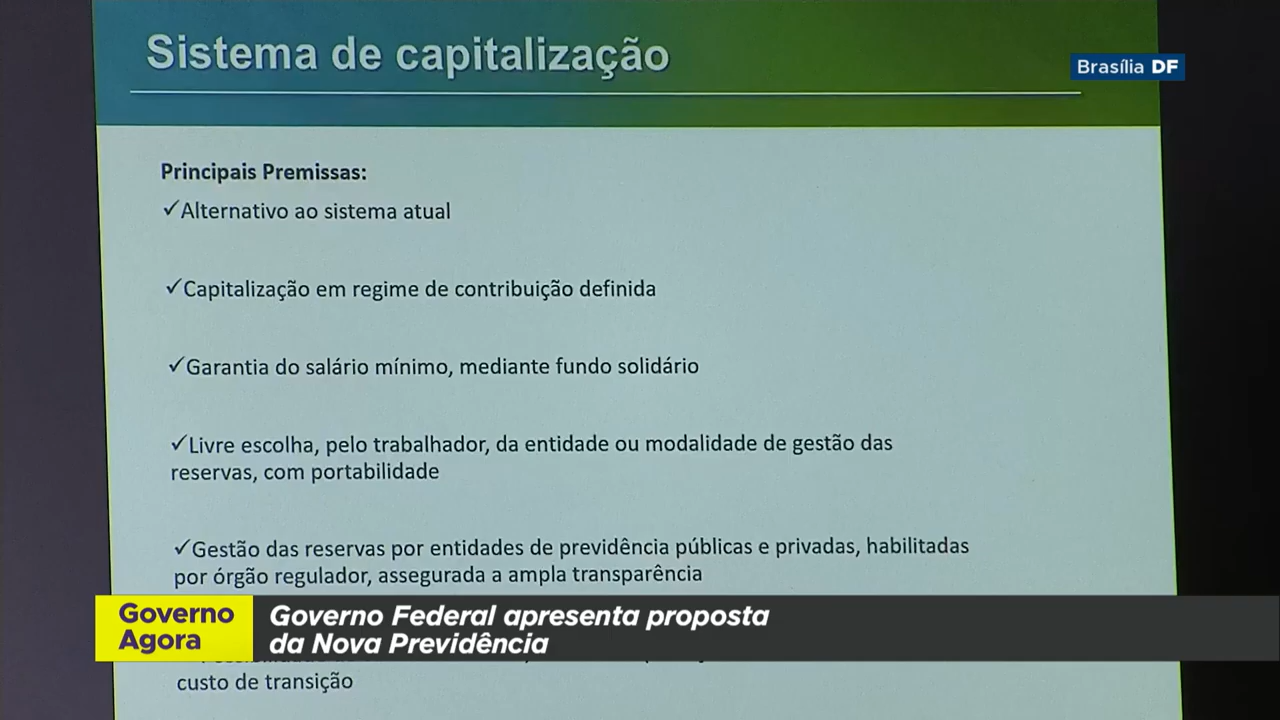 Sistema de capitalização
Brasília DF
Principais Premissas:
✓Alternativo ao sistema atual
✓Capitalização em regime de contribuição definida
✓Garantia do salário mínimo, mediante fundo solidário
✓Livre escolha, pelo trabalhador, da entidade ou modalidade de gestão das
reservas, com portabilidade
✓Gestão das reservas por entidades de previdência públicas e privadas, habilitadas
por órgão regulador, assegurada a ampla transparência
Governo
Agora
Governo Federal apresenta proposta
da Nova Previdência
custo de transição